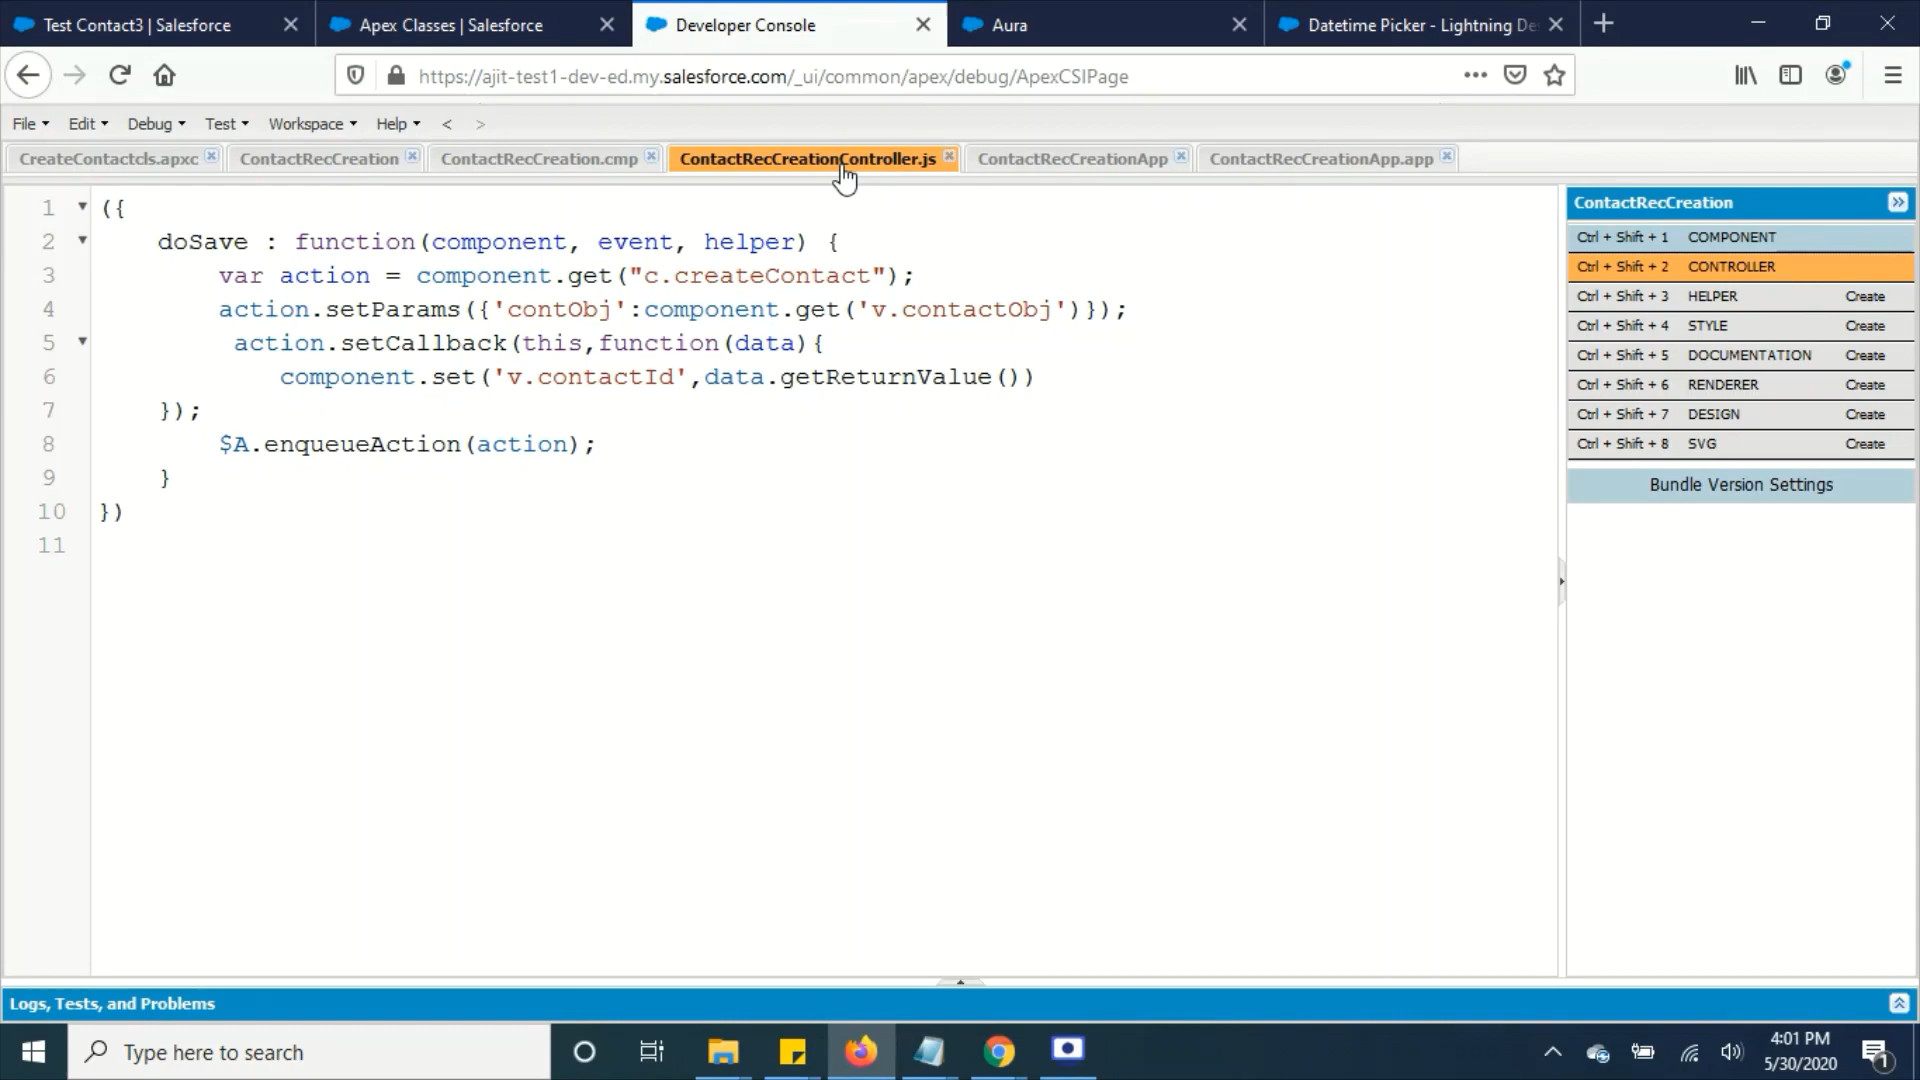 Test Contact3 | Salesforce
Apex Classes | Salesforce
Developer Console
Aura
Datetime Picker - Lightning De
https://ajit-test1-dev-ed.my.salesforce.com/_ui/common/apex/debug/ApexCSIPage
File Edit Debug Test Workspace Help < >
CreateContactcls.apxc
ContactRecCreation
ContactRecCreation.cmp
ContactRecCreationController.js
ContactRecCreationApp
ContactRecCreationApp.app
1 ({
2 doSave : function(component, event, helper) {
3 var action = component.get("c.createContact");
4 action.setParams({'contObj':component.get('v.contactObj')});
5 action.setCallback(this,function(data){
6 component.set('v.contactId',data.getReturnValue())
7 });
8 $A.enqueueAction(action);
9 }
10 })
11
ContactRecCreation
Ctrl + Shift + 1 COMPONENT
Ctrl + Shift + 2 CONTROLLER
Ctrl + Shift + 3 HELPER Create
Ctrl + Shift + 4 STYLE Create
Ctrl + Shift + 5 DOCUMENTATION Create
Ctrl + Shift + 6 RENDERER Create
Ctrl + Shift + 7 DESIGN Create
Ctrl + Shift + 8 SVG Create
Bundle Version Settings
Logs, Tests, and Problems
Type here to search
4:01 PM
5/30/2020
1